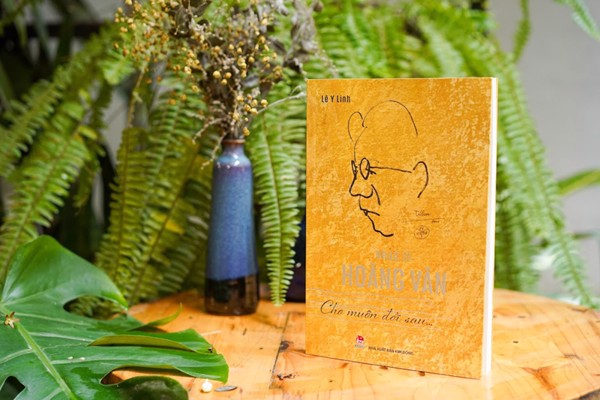 Lê Y Linh
NHẠC SĨ
HOÀNG VÂN
Cho muôn đời sau...
NHÀ XUẤT BẢN KIM ĐỒNG